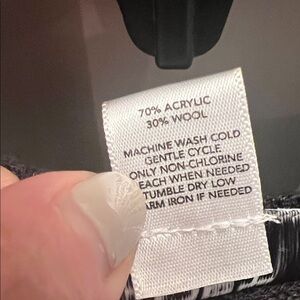 70% ACRYLIC
30% WOOL
MACHINE WASH COLD
GENTLE CYCLE
ONLY NON-CHLORINE
EACH WHEN NEEDED
TUMBLE DRY LOW
ARM IRON IF NEEDED